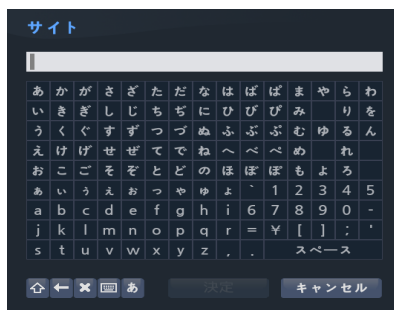 サイト
あ か が さ ざ た だ な は ば ぱ ま や ら わ
い き ぎ し じ ち ぢ に ひ び ぴ み り を
う く ぐ す ず つ づ ぬ ふ ぶ ぷ む ゆ る ん
え け げ せ ぜ て で ね へ べ ぺ め れ
お こ ご そ ぞ と ど の ほ ぼ ぽ も よ ろ
ぁ ぃ ぅ ぇ ぉ っ ゃ ゅ ょ ` 1 2 3 4 5
a b c d e f g h i 6 7 8 9 0 -
j k l m n o p q r = ¥ [ ] ; '
s t u v w x y z , . スペース
あ 決定 キャンセル